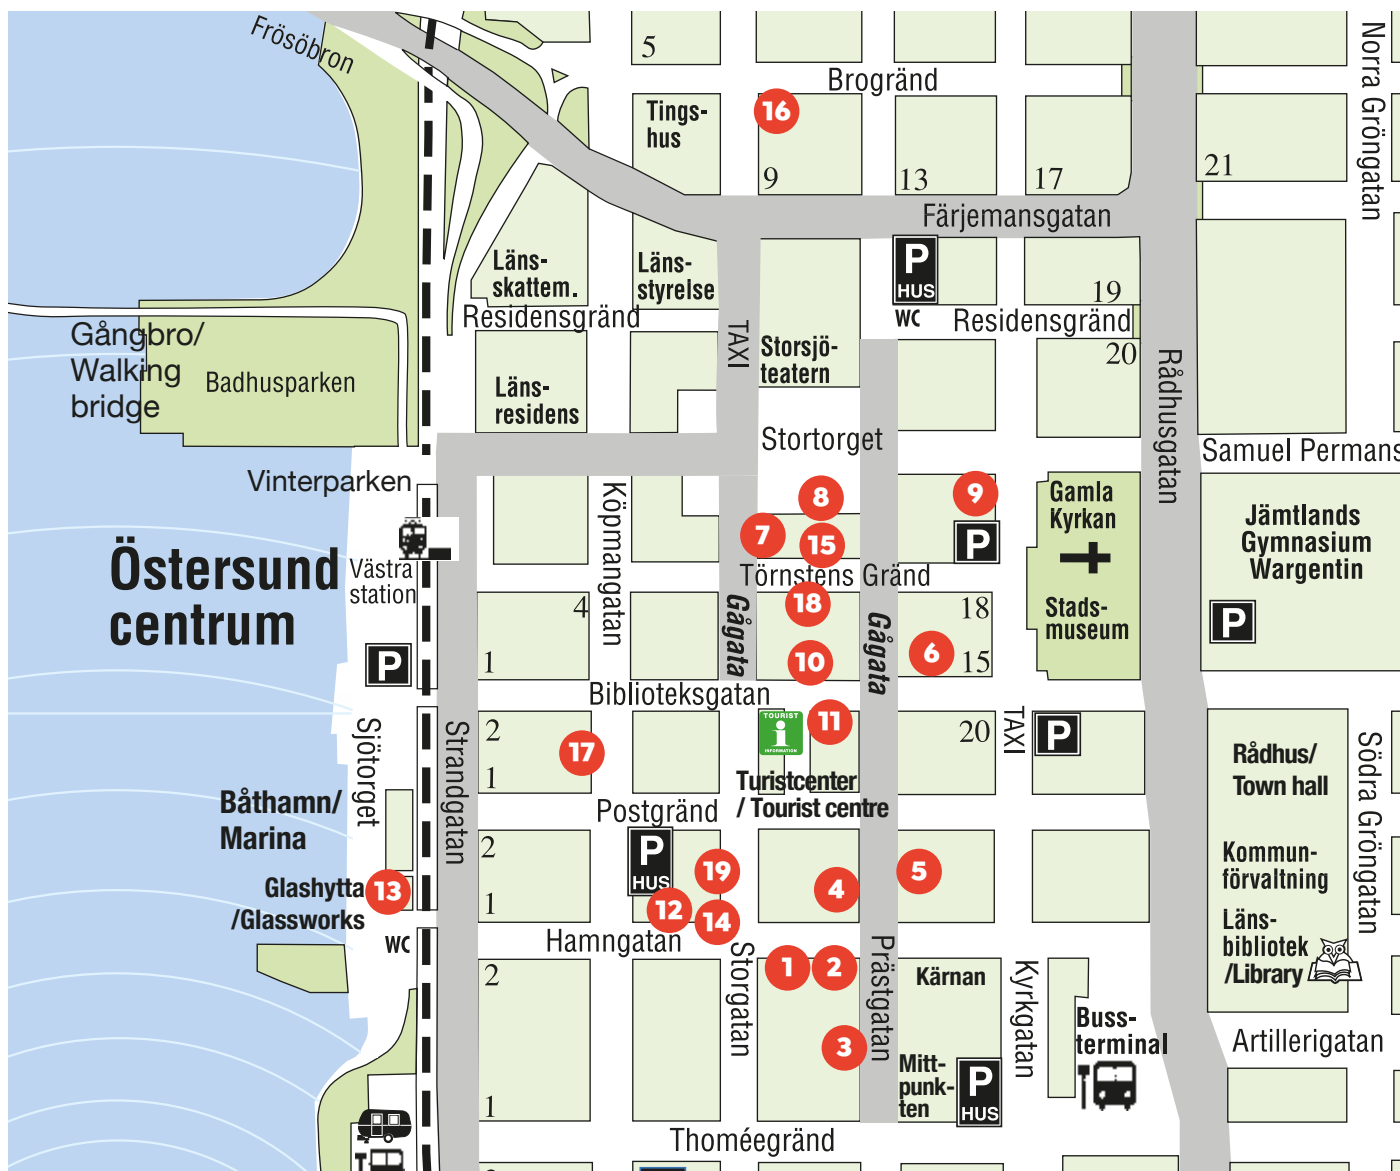 Frösöbron
5
Brogränd
Norra Gröngatan
Tings-
hus
16
9
13
17
21
Färjemansgatan
Läns-
skattem.
Läns-
styrelse
P
HUS
WC
19
Residensgränd
Residensgränd
Gångbro/
Walking
bridge
Badhusparken
TAXI
Storsjö-
teatern
20
Rådhusgatan
Läns-
residens
Stortorget
Samuel Permans
Vinterparken
Köpmangatan
8
9
7
15
P
Gamla
Kyrkan
Jämtlands
Gymnasium
Wargentin
Östersund
centrum
Västra
station
Törnstens Gränd
4
18
18
Gågata
Gågata
Stads-
museum
P
P
1
10
6
15
Biblioteksgatan
Sjötorget
Strandgatan
2
17
1
TOURIST
i
INFORMATION
11
20
TAXI
P
Rådhus/
Town hall
Södra Gröngatan
Turistcenter
/ Tourist centre
Båthamn/
Marina
Postgränd
2
P
HUS
19
4
5
Kommun-
förvaltning
Glashytta
/Glassworks
13
1
12
14
WC
Hamngatan
Läns-
bibliotek
/Library
Storgatan
1
2
Prästgatan
Kärnan
Kyrkgatan
2
3
Buss-
terminal
Artillerigatan
Mitt-
punk-
ten
P
HUS
1
Thoméegränd